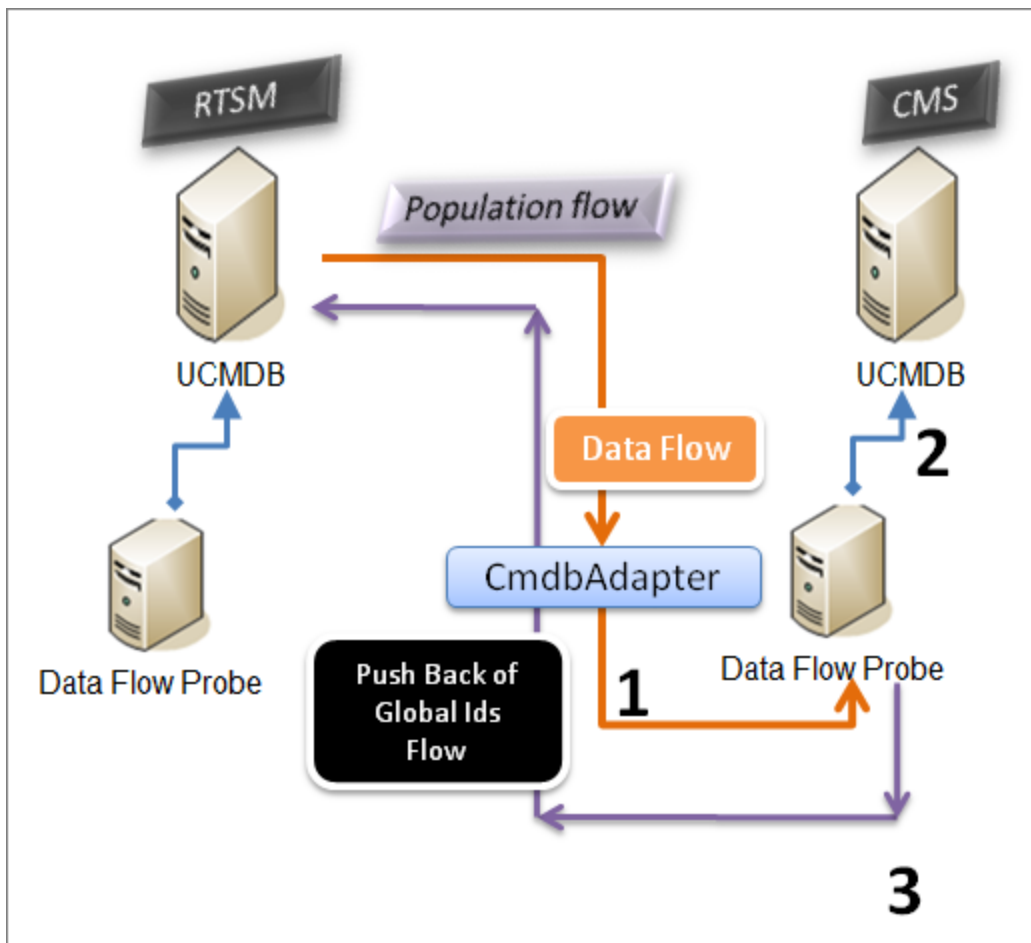 RTSM
CMS
Population flow
UCMDB
UCMDB
Data Flow
2
CmdbAdapter
Data Flow Probe
Push Back of
Global Ids
Flow
1
Data Flow Probe
3